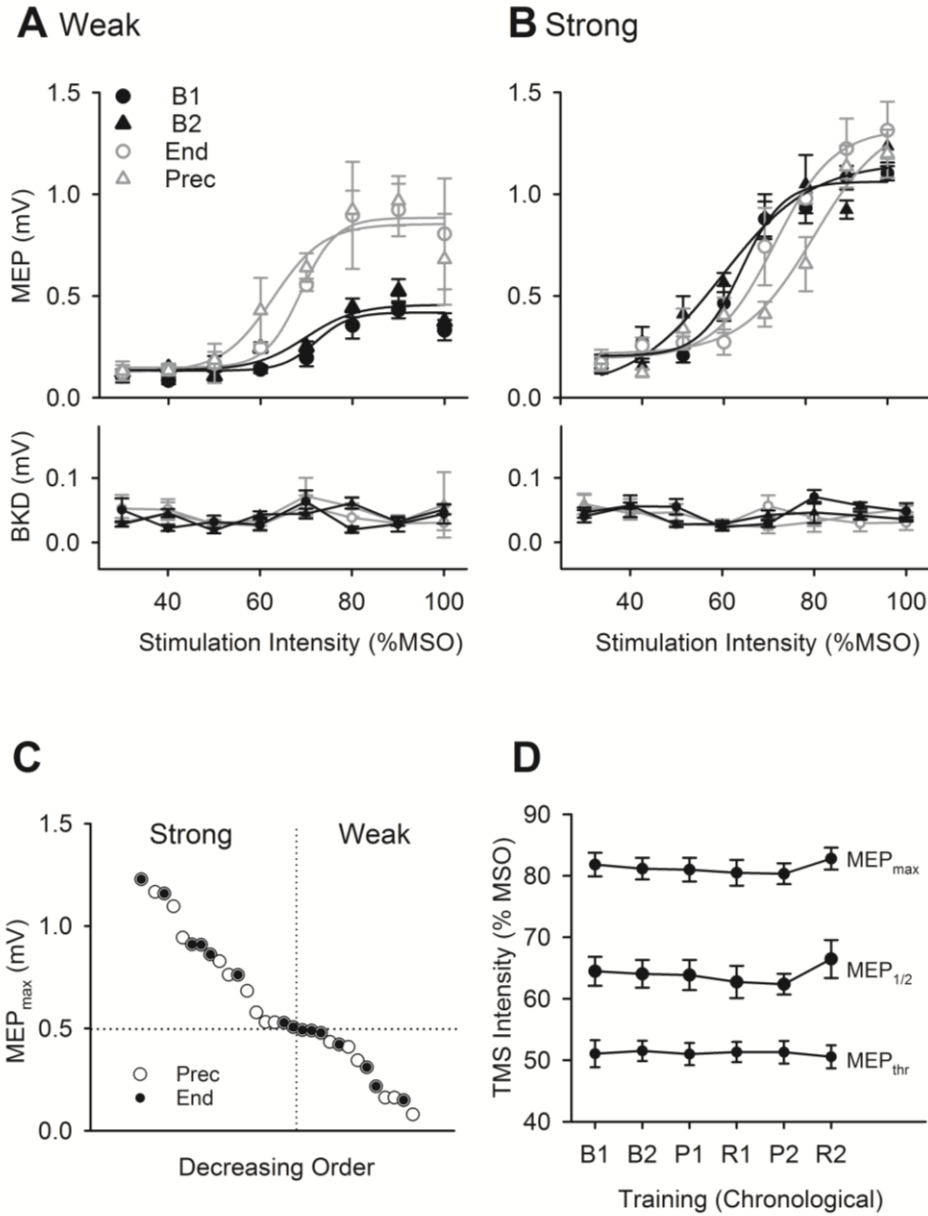 A Weak
B Strong
1.5
1.0
0.5
0.0
MEP (mV)
B1
B2
End
Prec
1.5
1.0
0.5
0.0
MEP (mV)
0.1
0.0
BKD (mV)
40 60 80 100
Stimulation Intensity (%MSO)
0.1
0.0
40 60 80 100
Stimulation Intensity (%MSO)
C
1.5
1.0
0.5
0.0
MEPmax (mV)
Strong Weak
Prec
End
Decreasing Order
D
90
80
70
60
50
40
TMS Intensity (% MSO)
MEPmax
MEP1/2
MEPthr
B1 B2 P1 R1 P2 R2
Training (Chronological)